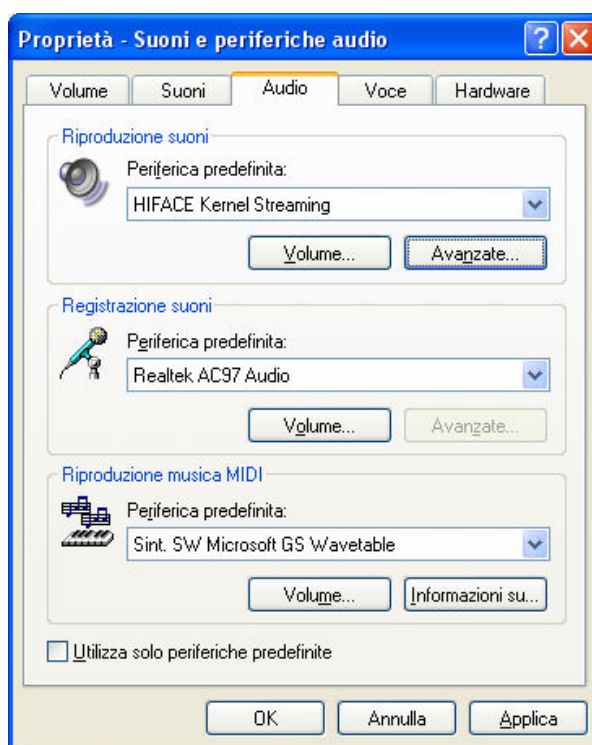 Proprietà - Suoni e periferiche audio
Volume Suoni Audio Voce Hardware
Riproduzione suoni
Periferica predefinita:
HIFACE Kernel Streaming
Volume... Avanzate...
Registrazione suoni
Periferica predefinita:
Realtek AC97 Audio
Volume... Avanzate...
Riproduzione musica MIDI
Periferica predefinita:
Sint. SW Microsoft GS Wavetable
Volume... Informazioni su...
Utilizza solo periferiche predefinite
OK Annulla Applica